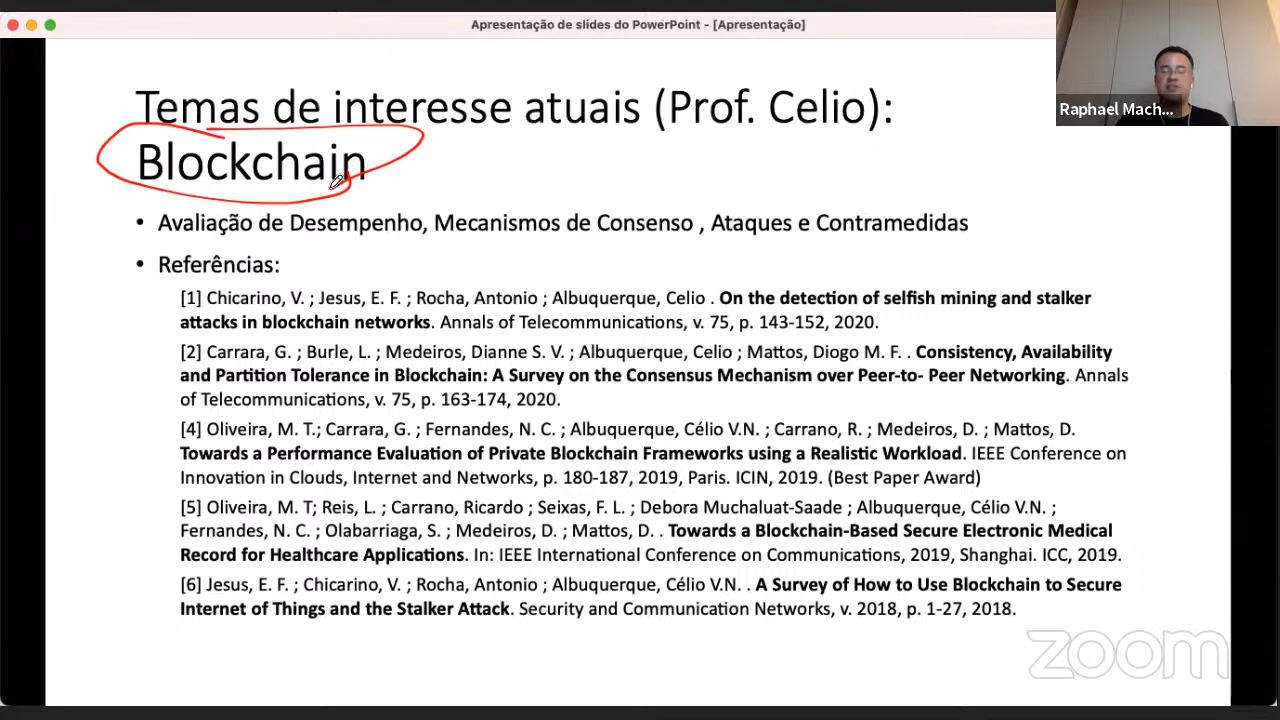 Apresentação de slides do PowerPoint - [Apresentação]
Raphael Mach...
Temas de interesse atuais (Prof. Celio):
Blockchain
• Avaliação de Desempenho, Mecanismos de Consenso , Ataques e Contramedidas
• Referências:
[1] Chicarino, V. ; Jesus, E. F. ; Rocha, Antonio ; Albuquerque, Celio . On the detection of selfish mining and stalker
attacks in blockchain networks. Annals of Telecommunications, v. 75, p. 143-152, 2020.
[2] Carrara, G. ; Burle, L. ; Medeiros, Dianne S. V. ; Albuquerque, Celio ; Mattos, Diogo M. F. . Consistency, Availability
and Partition Tolerance in Blockchain: A Survey on the Consensus Mechanism over Peer-to- Peer Networking. Annals
of Telecommunications, v. 75, p. 163-174, 2020.
[4] Oliveira, M. T.; Carrara, G. ; Fernandes, N. C. ; Albuquerque, Célio V.N. ; Carrano, R. ; Medeiros, D. ; Mattos, D.
Towards a Performance Evaluation of Private Blockchain Frameworks using a Realistic Workload. IEEE Conference on
Innovation in Clouds, Internet and Networks, p. 180-187, 2019, Paris. ICIN, 2019. (Best Paper Award)
[5] Oliveira, M. T; Reis, L. ; Carrano, Ricardo ; Seixas, F. L. ; Debora Muchaluat-Saade ; Albuquerque, Célio V.N. ;
Fernandes, N. C. ; Olabarriaga, S. ; Medeiros, D. ; Mattos, D. . Towards a Blockchain-Based Secure Electronic Medical
Record for Healthcare Applications. In: IEEE International Conference on Communications, 2019, Shanghai. ICC, 2019.
[6] Jesus, E. F. ; Chicarino, V. ; Rocha, Antonio ; Albuquerque, Célio V.N. . A Survey of How to Use Blockchain to Secure
Internet of Things and the Stalker Attack. Security and Communication Networks, v. 2018, p. 1-27, 2018.
zoom